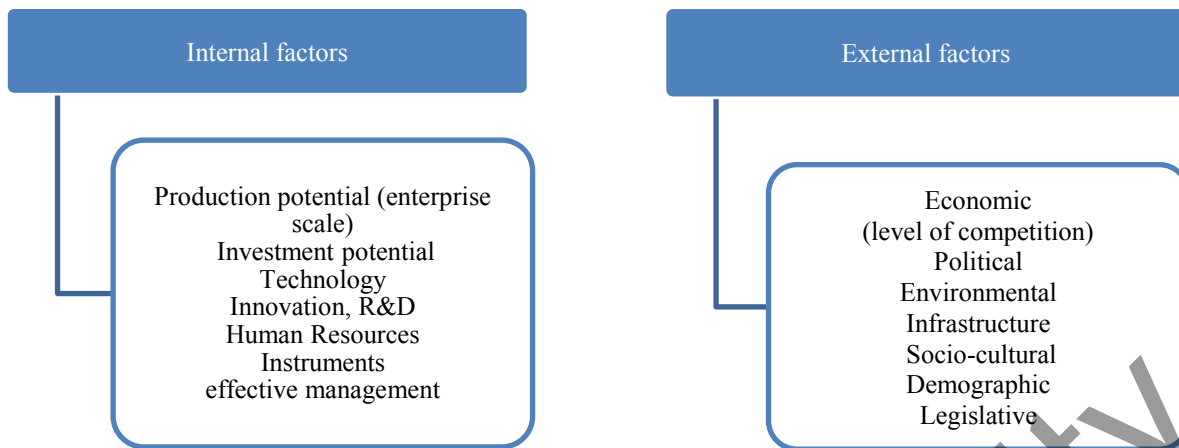 Internal factors
Production potential (enterprise
scale)
Investment potential
Technology
Innovation, R&D
Human Resources
Instruments
effective management
External factors
Economic
(level of competition)
Political
Environmental
Infrastructure
Socio-cultural
Demographic
Legislative